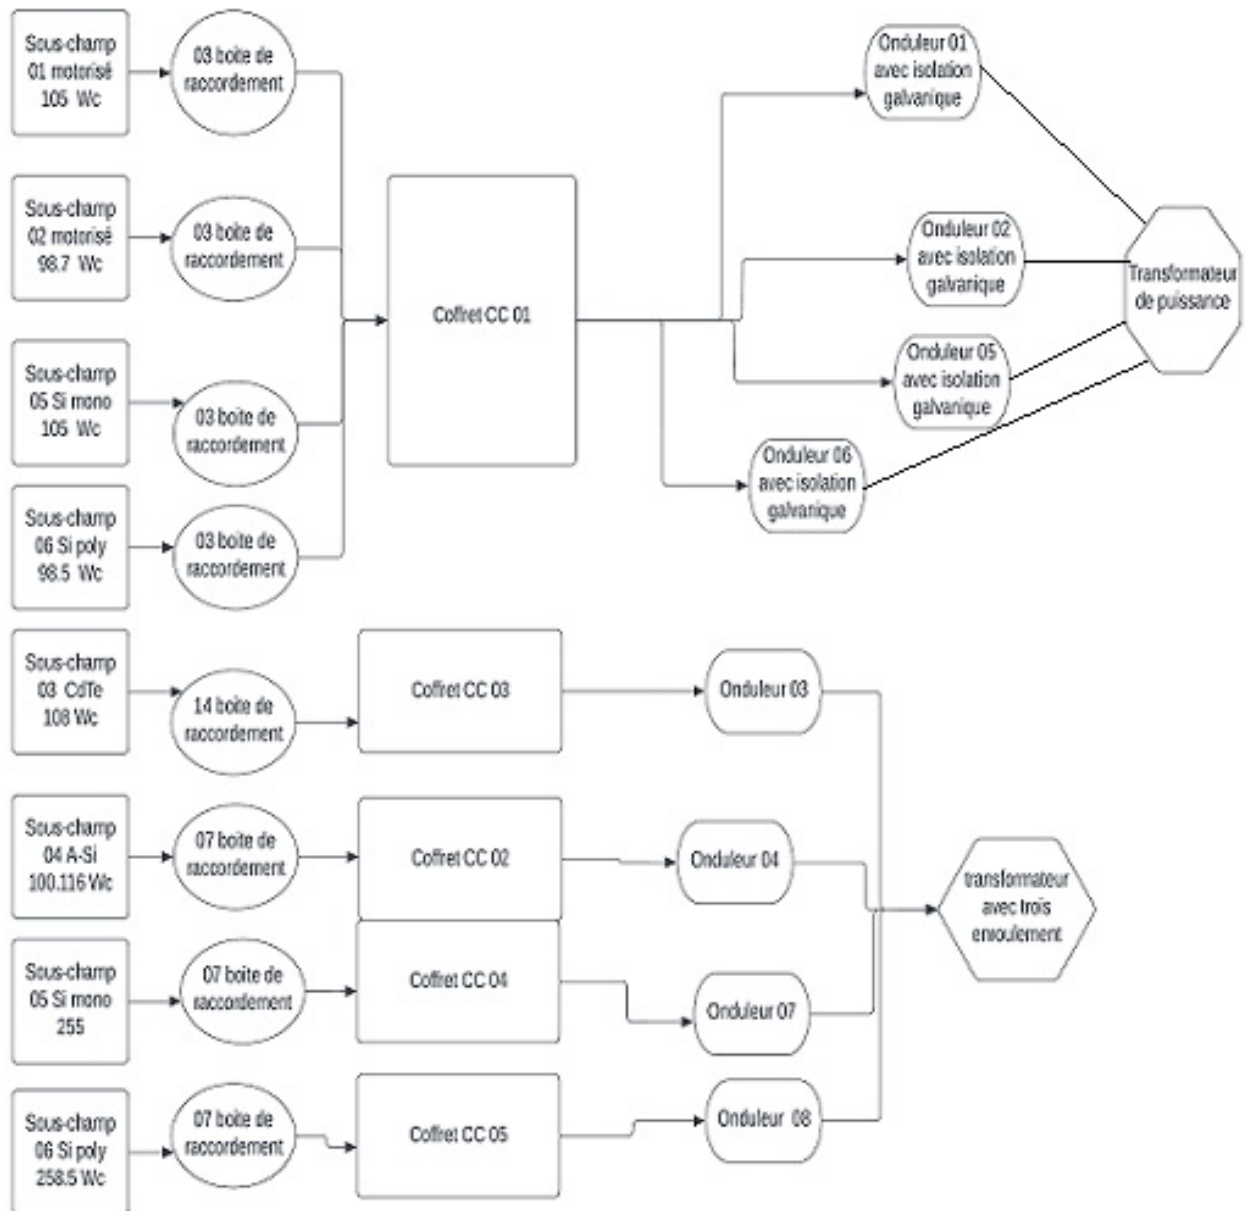 Sous-champ
01 motorisé
105 Wc
03 boite de
raccordement
Onduleur 01
avec isolation
galvanique
Sous-champ
02 motorisé
98.7 Wc
03 boite de
raccordement
Coffret CC 01
Onduleur 02
avec isolation
galvanique
Transformateur
de puissance
Sous-champ
05 Si mono
105 Wc
03 boite de
raccordement
Onduleur 05
avec isolation
galvanique
Sous-champ
06 Si poly
98.5 Wc
03 boite de
raccordement
Onduleur 06
avec isolation
galvanique
Sous-champ
03 CdTe
108 Wc
14 boite de
raccordement
Coffret CC 03
Onduleur 03
Sous-champ
04 A-Si
100.116 Wc
07 boite de
raccordement
Coffret CC 02
Onduleur 04
transformateur
avec trois
enroulement
Sous-champ
05 Si mono
255
07 boite de
raccordement
Coffret CC 04
Onduleur 07
Sous-champ
06 Si poly
258.5 Wc
07 boite de
raccordement
Coffret CC 05
Onduleur 08